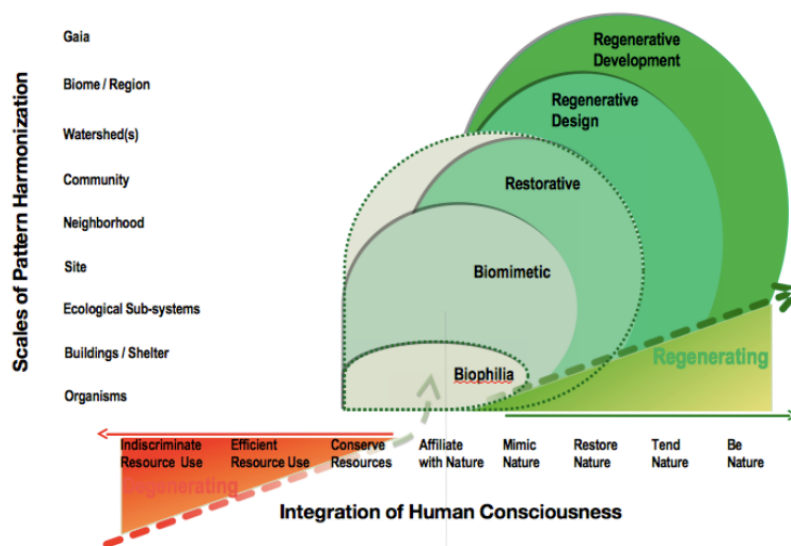 Scales of Pattern Harmonization
Gaia
Biome / Region
Watershed(s)
Community
Neighborhood
Site
Ecological Sub-systems
Buildings / Shelter
Organisms
Regenerative
Development
Regenerative
Design
Restorative
Biomimetic
Biophilia
Regenerating
Indiscriminate
Resource Use
Efficient
Resource Use
Conserve
Resources
Affiliate
with Nature
Mimic
Nature
Restore
Nature
Tend
Nature
Be
Nature
Degenerating
Integration of Human Consciousness